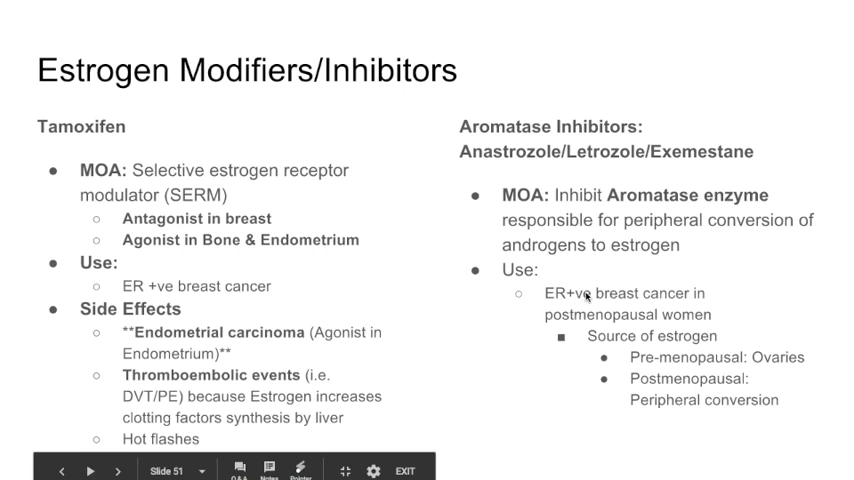 Estrogen Modifiers/Inhibitors
Tamoxifen
● MOA: Selective estrogen receptor
modulator (SERM)
○ Antagonist in breast
○ Agonist in Bone & Endometrium
● Use:
○ ER +ve breast cancer
● Side Effects
○ **Endometrial carcinoma (Agonist in
Endometrium)**
○ Thromboembolic events (i.e.
DVT/PE) because Estrogen increases
clotting factors synthesis by liver
○ Hot flashes
Aromatase Inhibitors:
Anastrozole/Letrozole/Exemestane
● MOA: Inhibit Aromatase enzyme
responsible for peripheral conversion of
androgens to estrogen
● Use:
○ ER+ve breast cancer in
postmenopausal women
■ Source of estrogen
● Pre-menopausal: Ovaries
● Postmenopausal:
Peripheral conversion
Slide 51
Q&A Notes Pointer
EXIT